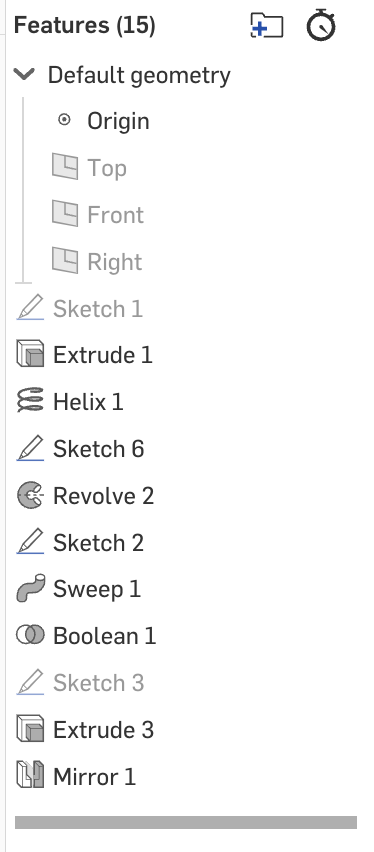 Features (15)
Default geometry
Origin
Top
Front
Right
Sketch 1
Extrude 1
Helix 1
Sketch 6
Revolve 2
Sketch 2
Sweep 1
Boolean 1
Sketch 3
Extrude 3
Mirror 1